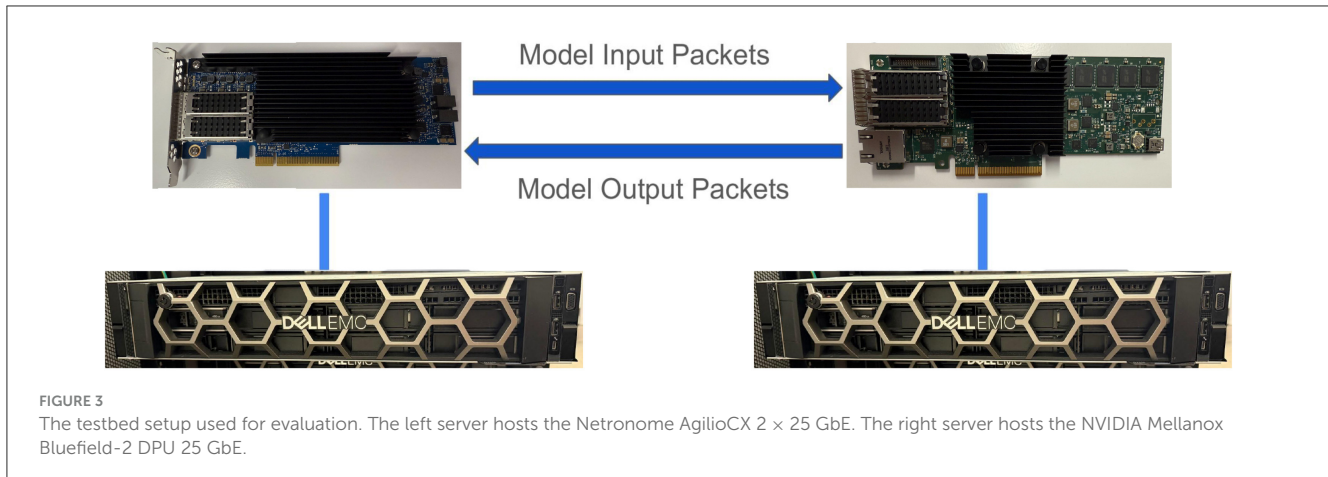 Model Input Packets
Model Output Packets
DELLEMC
DELLEMC
FIGURE 3
The testbed setup used for evaluation. The left server hosts the Netronome AgilioCX 2 × 25 GbE. The right server hosts the NVIDIA Mellanox
Bluefield-2 DPU 25 GbE.